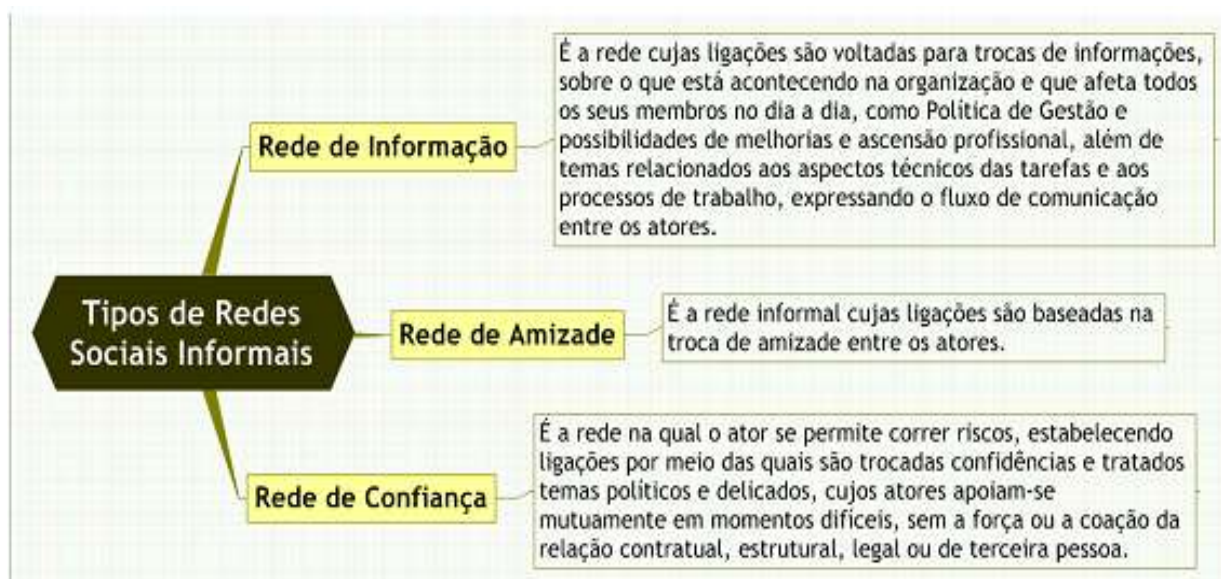 É a rede cujas ligações são voltadas para trocas de informações,
sobre o que está acontecendo na organização e que afeta todos
os seus membros no dia a dia, como Política de Gestão e
possibilidades de melhorias e ascensão profissional, além de
temas relacionados aos aspectos técnicos das tarefas e aos
processos de trabalho, expressando o fluxo de comunicação
entre os atores.
Rede de Informação
Tipos de Redes
Sociais Informais
Rede de Amizade
É a rede informal cujas ligações são baseadas na
troca de amizade entre os atores.
Rede de Confiança
É a rede na qual o ator se permite correr riscos, estabelecendo
ligações por meio das quais são trocadas confidências e tratados
temas políticos e delicados, cujos atores apoiam-se
mutuamente em momentos difíceis, sem a força ou a coação da
relação contratual, estrutural, legal ou de terceira pessoa.